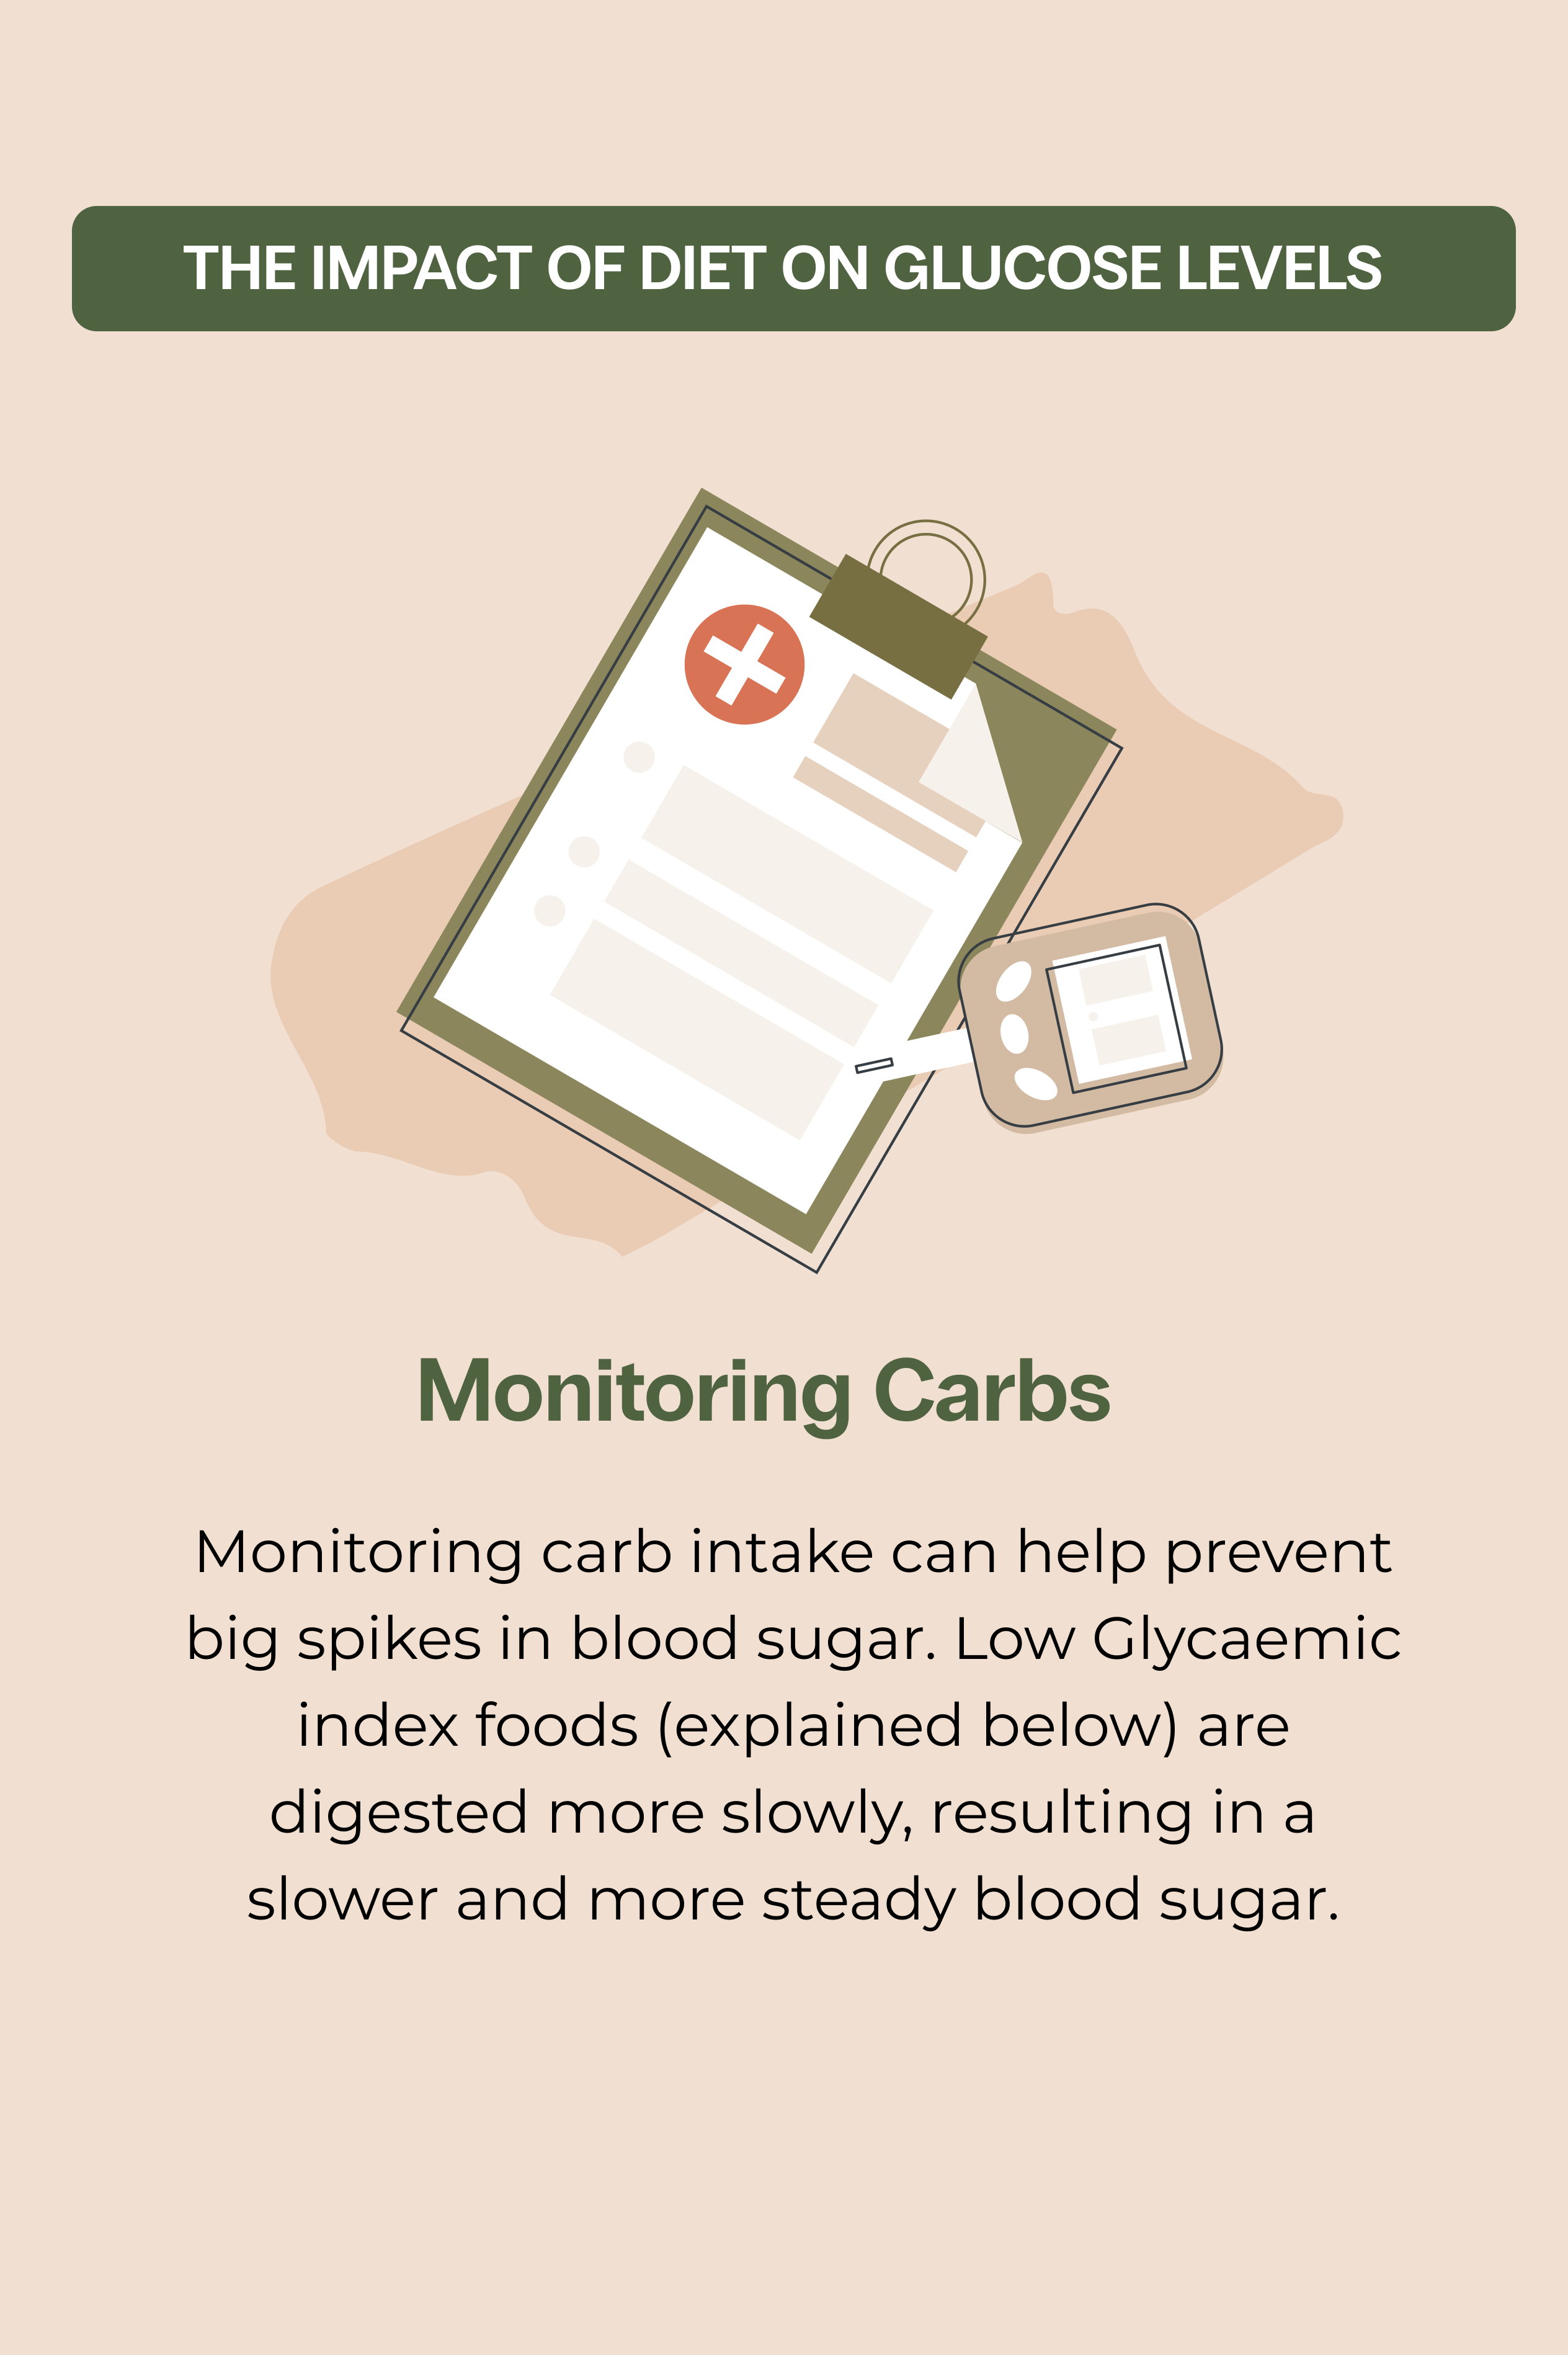 THE IMPACT OF DIET ON GLUCOSE LEVELS
Monitoring Carbs
Monitoring carb intake can help prevent
big spikes in blood sugar. Low Glycaemic
index foods (explained below) are
digested more slowly, resulting in a
slower and more steady blood sugar.